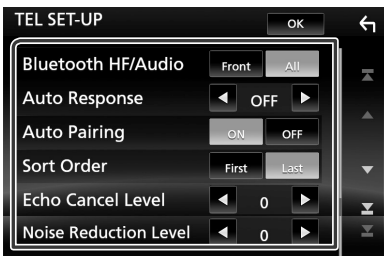 TEL SET-UP OK
Bluetooth HF/Audio Front All
Auto Response OFF
Auto Pairing ON OFF
Sort Order First Last
Echo Cancel Level 0
Noise Reduction Level 0